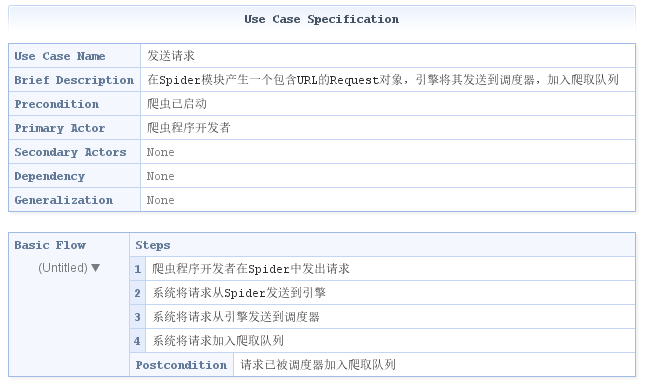 Use Case Specification
Use Case Name 发送请求
Brief Description 在Spider模块产生一个包含URL的Request对象，引擎将其发送到调度器，加入爬取队列
Precondition 爬虫已启动
Primary Actor 爬虫程序开发者
Secondary Actors None
Dependency None
Generalization None
Basic Flow Steps
(Untitled) ▼
1 爬虫程序开发者在Spider中发出请求
2 系统将请求从Spider发送到引擎
3 系统将请求从引擎发送到调度器
4 系统将请求加入爬取队列
Postcondition 请求已被调度器加入爬取队列